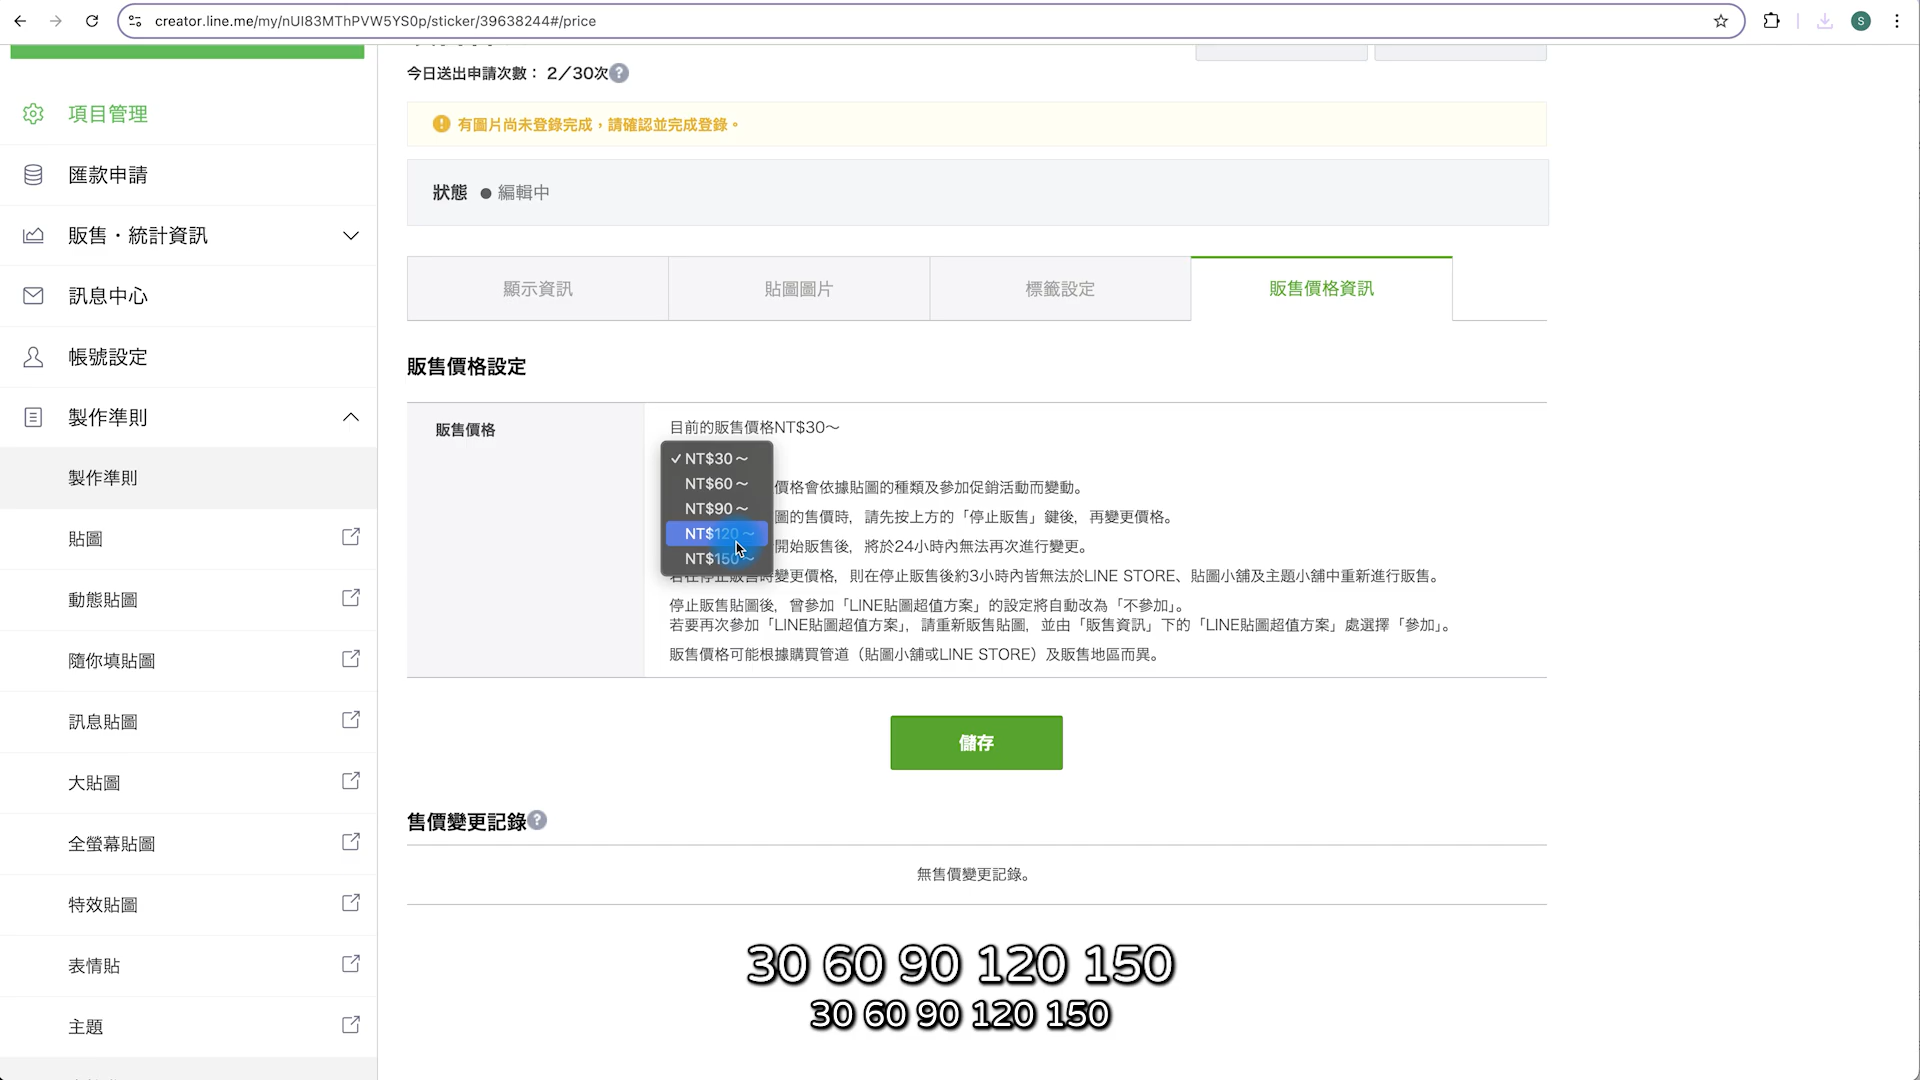 creator.line.me/my/nUI83MThPVW5YS0p/sticker/39638244#/price
S
今日送出申請次數： 2／30次
?
有圖片尚未登錄完成，請確認並完成登錄。
狀態 ● 編輯中
項目管理
匯款申請
販售・統計資訊
訊息中心
帳號設定
製作準則
製作準則
貼圖
動態貼圖
隨你填貼圖
訊息貼圖
大貼圖
全螢幕貼圖
特效貼圖
表情貼
主題
顯示資訊
貼圖圖片
標籤設定
販售價格資訊
販售價格設定
販售價格
目前的販售價格NT$30～
✓ NT$30～
NT$60～
NT$90～
NT$120～
NT$150～
價格會依據貼圖的種類及參加促銷活動而變動。
圖的售價時，請先按上方的「停止販售」鍵後，再變更價格。
開始販售後，將於24小時內無法再次進行變更。
若在停止販售時變更價格，則在停止販售後約3小時內皆無法於LINE STORE、貼圖小舖及主題小舖中重新進行販售。
停止販售貼圖後，曾參加「LINE貼圖超值方案」的設定將自動改為「不參加」。
若要再次參加「LINE貼圖超值方案」，請重新販售貼圖，並由「販售資訊」下的「LINE貼圖超值方案」處選擇「參加」。
販售價格可能根據購買管道（貼圖小舖或LINE STORE）及販售地區而異。
儲存
售價變更記錄
?
無售價變更記錄。
30 60 90 120 150
30 60 90 120 150